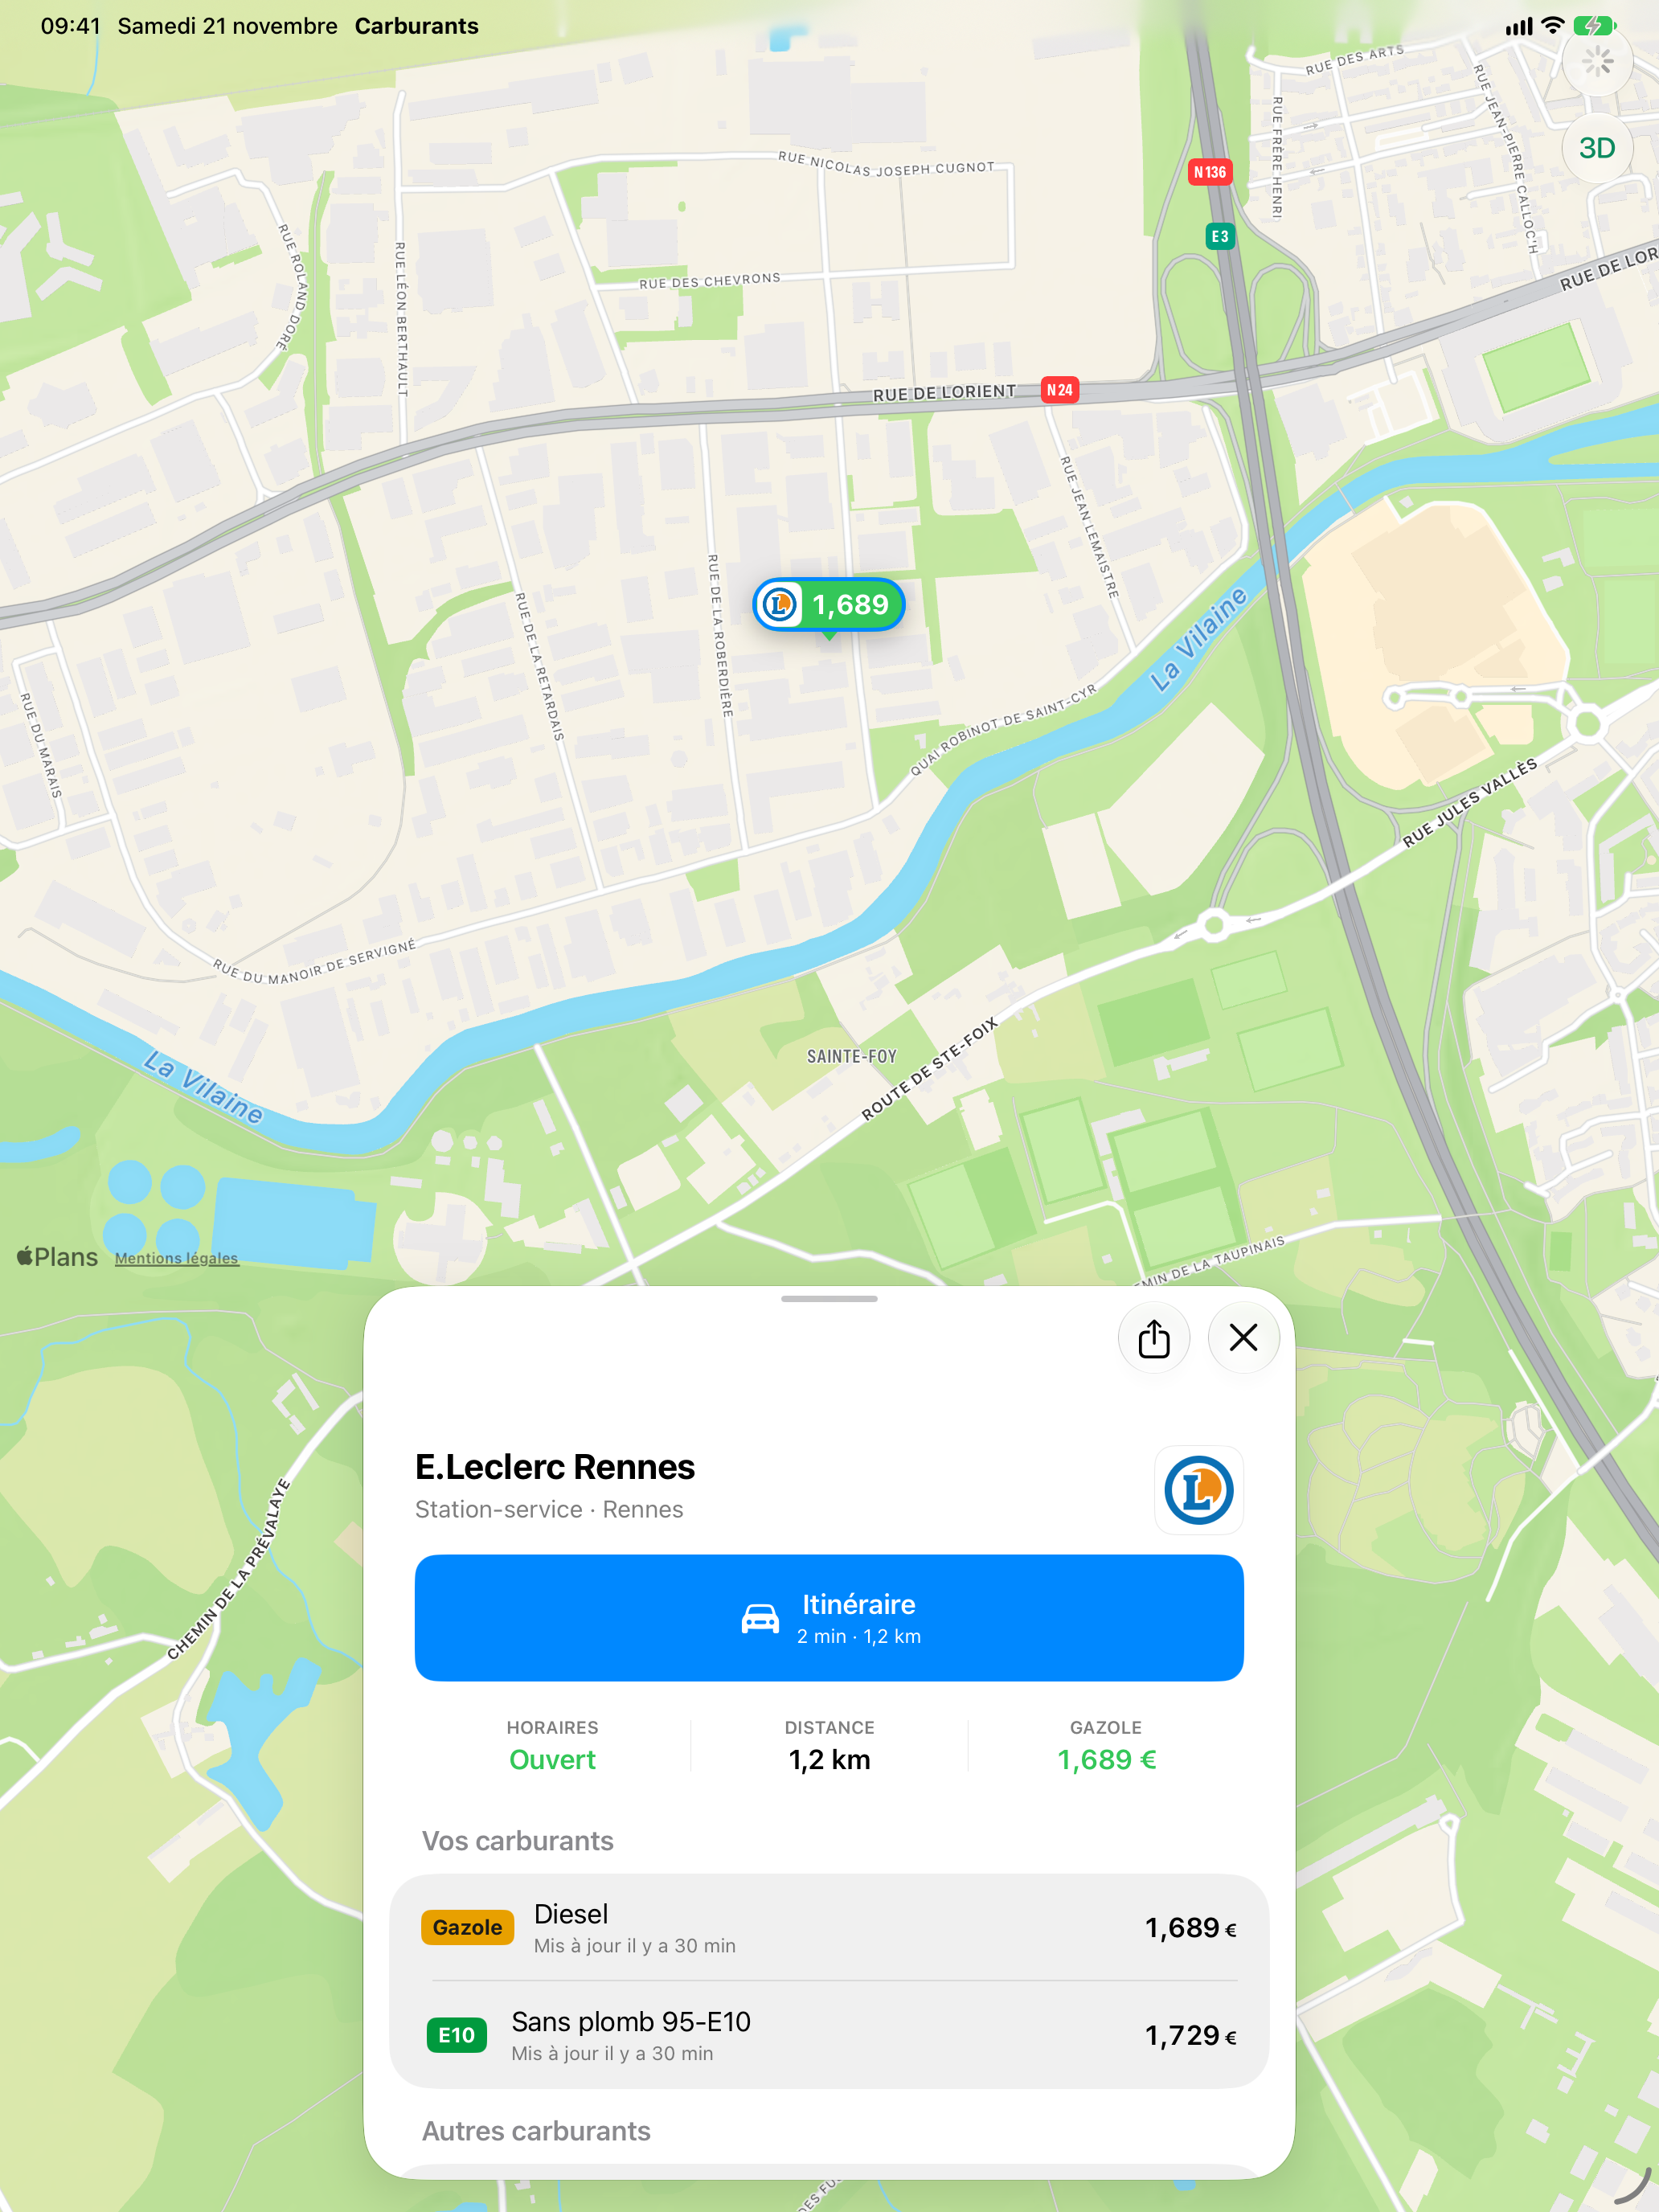 09:41 Samedi 21 novembre Carburants
3D
RUE DES ARTS
RUE JEAN-PIERRE CALLOC'H
RUE FRÈRE HENRI
N136
E3
RUE NICOLAS JOSEPH CUGNOT
RUE ROLAND DORÉ
RUE LÉON BERTHAULT
RUE DES CHEVRONS
RUE DE LOR
RUE DE LORIENT
N24
RUE JEAN LEMAISTRE
L 1,689
RUE DE LA ROBERDIÈRE
RUE DE LA RETARDAIS
La Vilaine
RUE DU MARAIS
QUAI ROBINOT DE SAINT-CYR
RUE JULES VALLÈS
RUE DU MANOIR DE SERVIGNÉ
La Vilaine
SAINTE-FOY
ROUTE DE STE-FOIX
Plans Mentions légales
MIN DE LA TAUPINAIS
CHEMIN DE LA PRÉVALAYE
E.Leclerc Rennes
Station-service · Rennes
L
Itinéraire
2 min · 1,2 km
HORAIRES DISTANCE GAZOLE
Ouvert 1,2 km 1,689 €
Vos carburants
Gazole Diesel 1,689 €
Mis à jour il y a 30 min
E10 Sans plomb 95-E10 1,729 €
Mis à jour il y a 30 min
Autres carburants